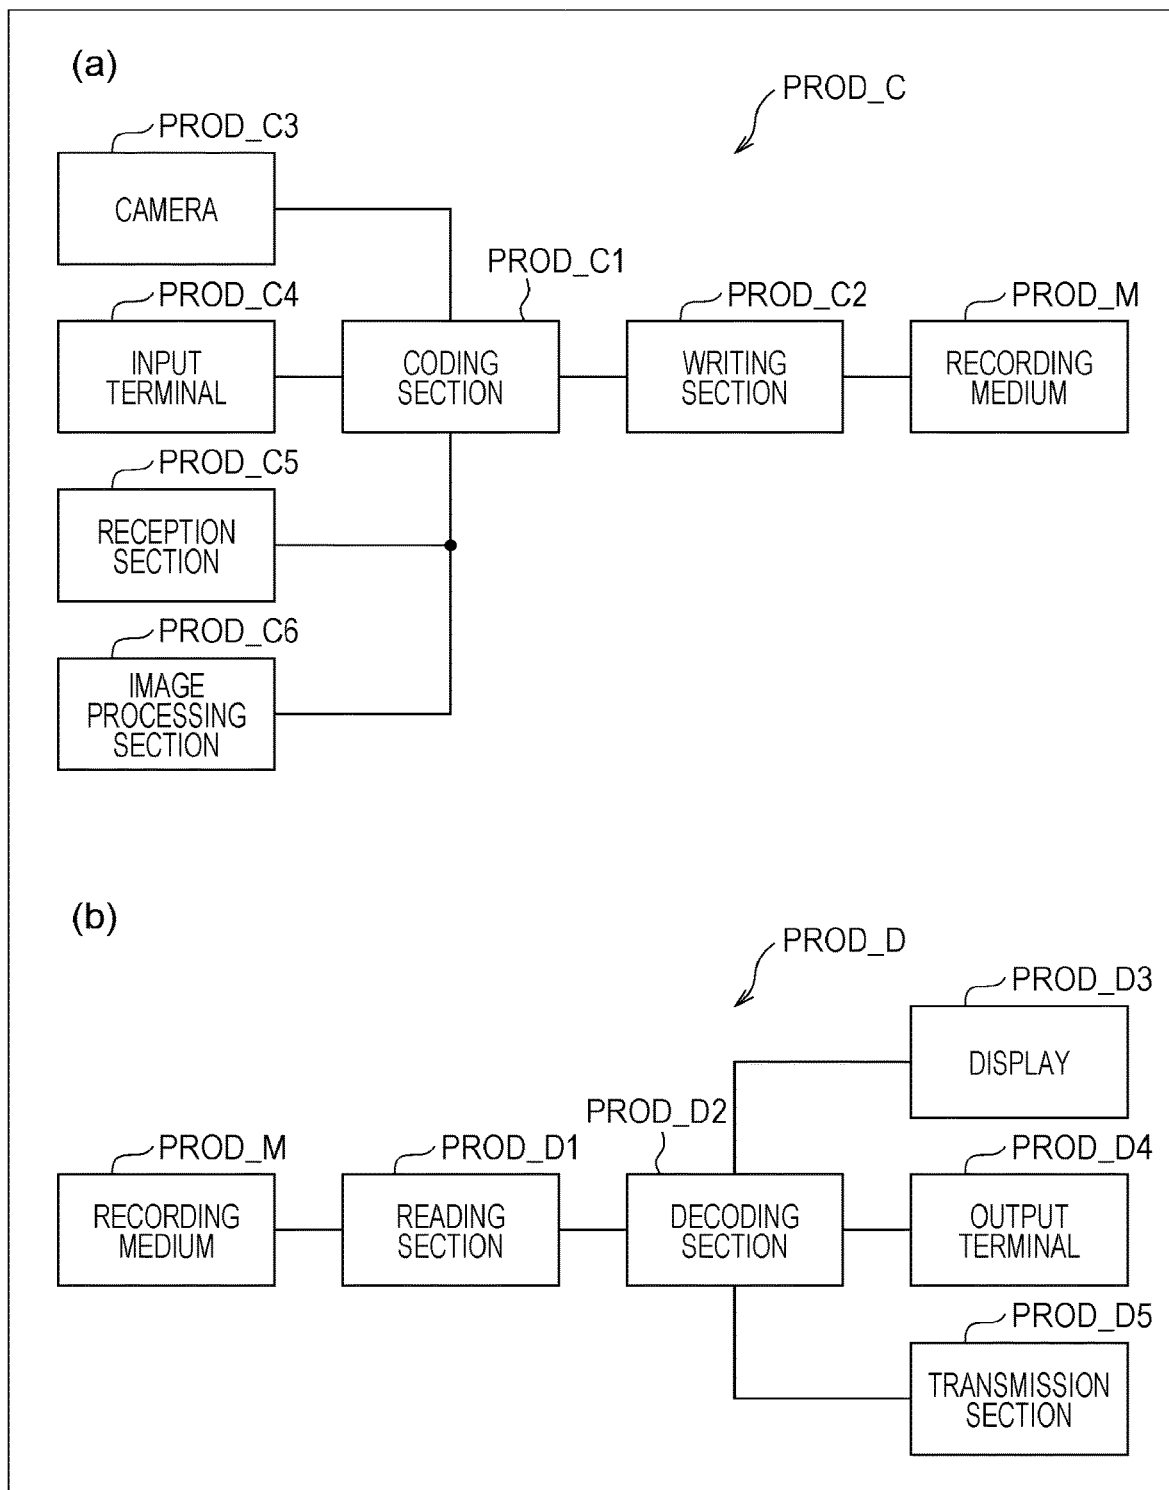 (a)
PROD_C
PROD_C3
CAMERA
PROD_C1
PROD_C4
INPUT
TERMINAL
CODING
SECTION
PROD_C2
WRITING
SECTION
PROD_M
RECORDING
MEDIUM
PROD_C5
RECEPTION
SECTION
PROD_C6
IMAGE
PROCESSING
SECTION
(b)
PROD_D
PROD_D3
DISPLAY
PROD_D2
PROD_M
RECORDING
MEDIUM
PROD_D1
READING
SECTION
DECODING
SECTION
PROD_D4
OUTPUT
TERMINAL
PROD_D5
TRANSMISSION
SECTION